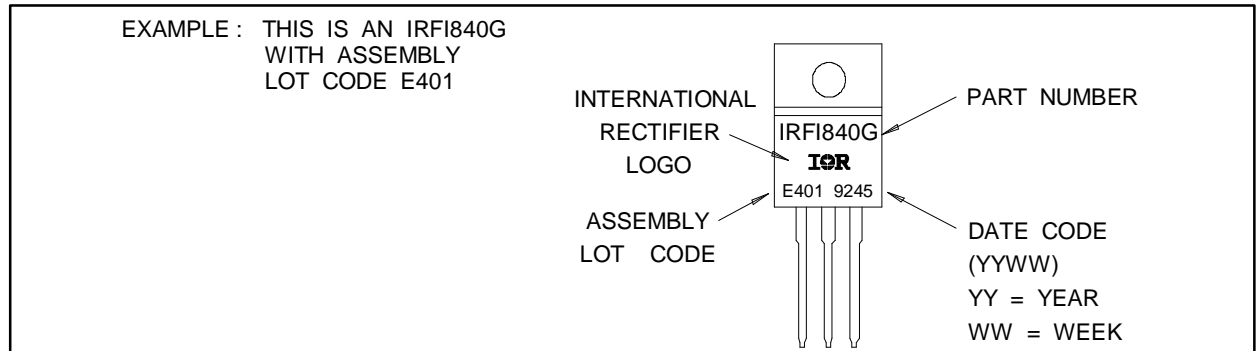 EXAMPLE : THIS IS AN IRFI840G
WITH ASSEMBLY
LOT CODE E401
INTERNATIONAL
RECTIFIER
LOGO
PART NUMBER
IRFI840G
IOR
E401 9245
ASSEMBLY
LOT CODE
DATE CODE
(YYWW)
YY = YEAR
WW = WEEK